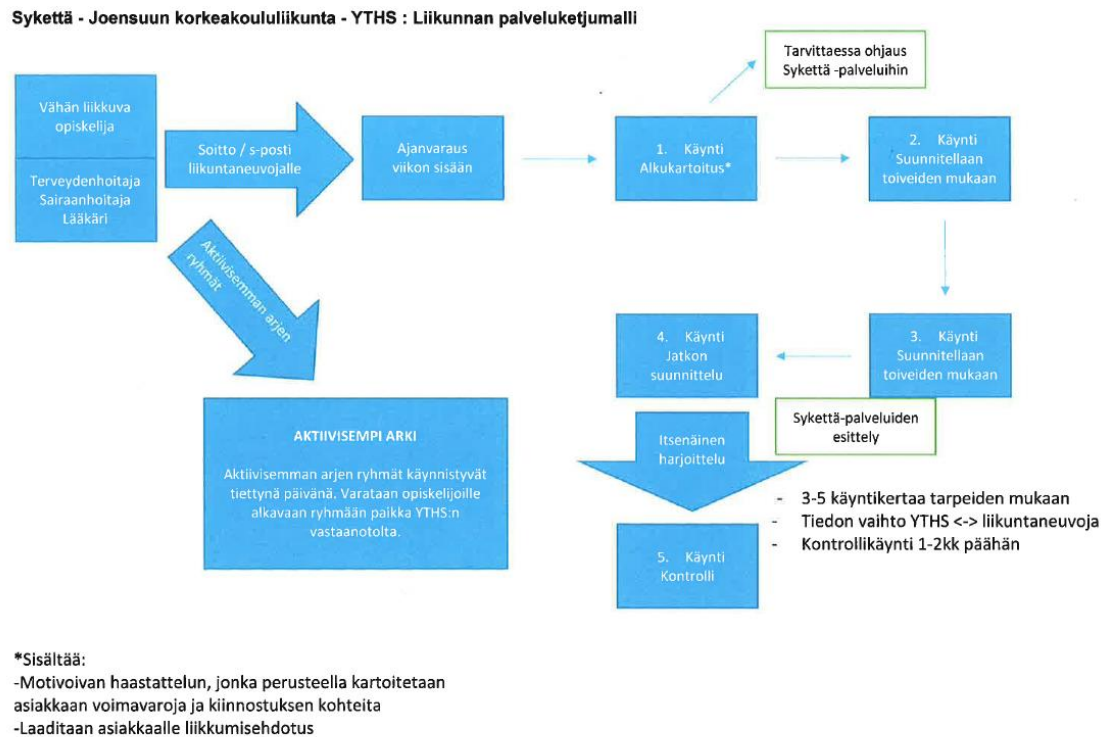 Sykettä - Joensuun korkeakoululiikunta - YTHS : Liikunnan palveluketjumalli
Vähän liikkuva
opiskelija
Terveydenhoitaja
Sairaanhoitaja
Lääkäri
Soitto / s-posti
liikuntaneuvojalle
Ajanvaraus
viikon sisään
1. Käynti
Alkukartoitus*
Tarvittaessa ohjaus
Sykettä -palveluihin
2. Käynti
Suunnitellaan
toiveiden mukaan
3. Käynti
Suunnitellaan
toiveiden mukaan
Sykettä-palveluiden
esittely
4. Käynti
Jatkon
suunnittelu
Itsenäinen
harjoittelu
5. Käynti
Kontrolli
- 3-5 käyntikertaa tarpeiden mukaan
- Tiedon vaihto YTHS <-> liikuntaneuvoja
- Kontrollikäynti 1-2kk päähän
Aktiivisemman arjen
ryhmät
AKTIIVISEMPI ARKI
Aktiivisemman arjen ryhmät käynnistyvät
tiettynä päivänä. Varataan opiskelijoille
alkavaan ryhmään paikka YTHS:n
vastaanotolta.
*Sisältää:
-Motivoivan haastattelun, jonka perusteella kartoitetaan
asiakkaan voimavaroja ja kiinnostuksen kohteita
-Laaditaan asiakkaalle liikkumisehdotus